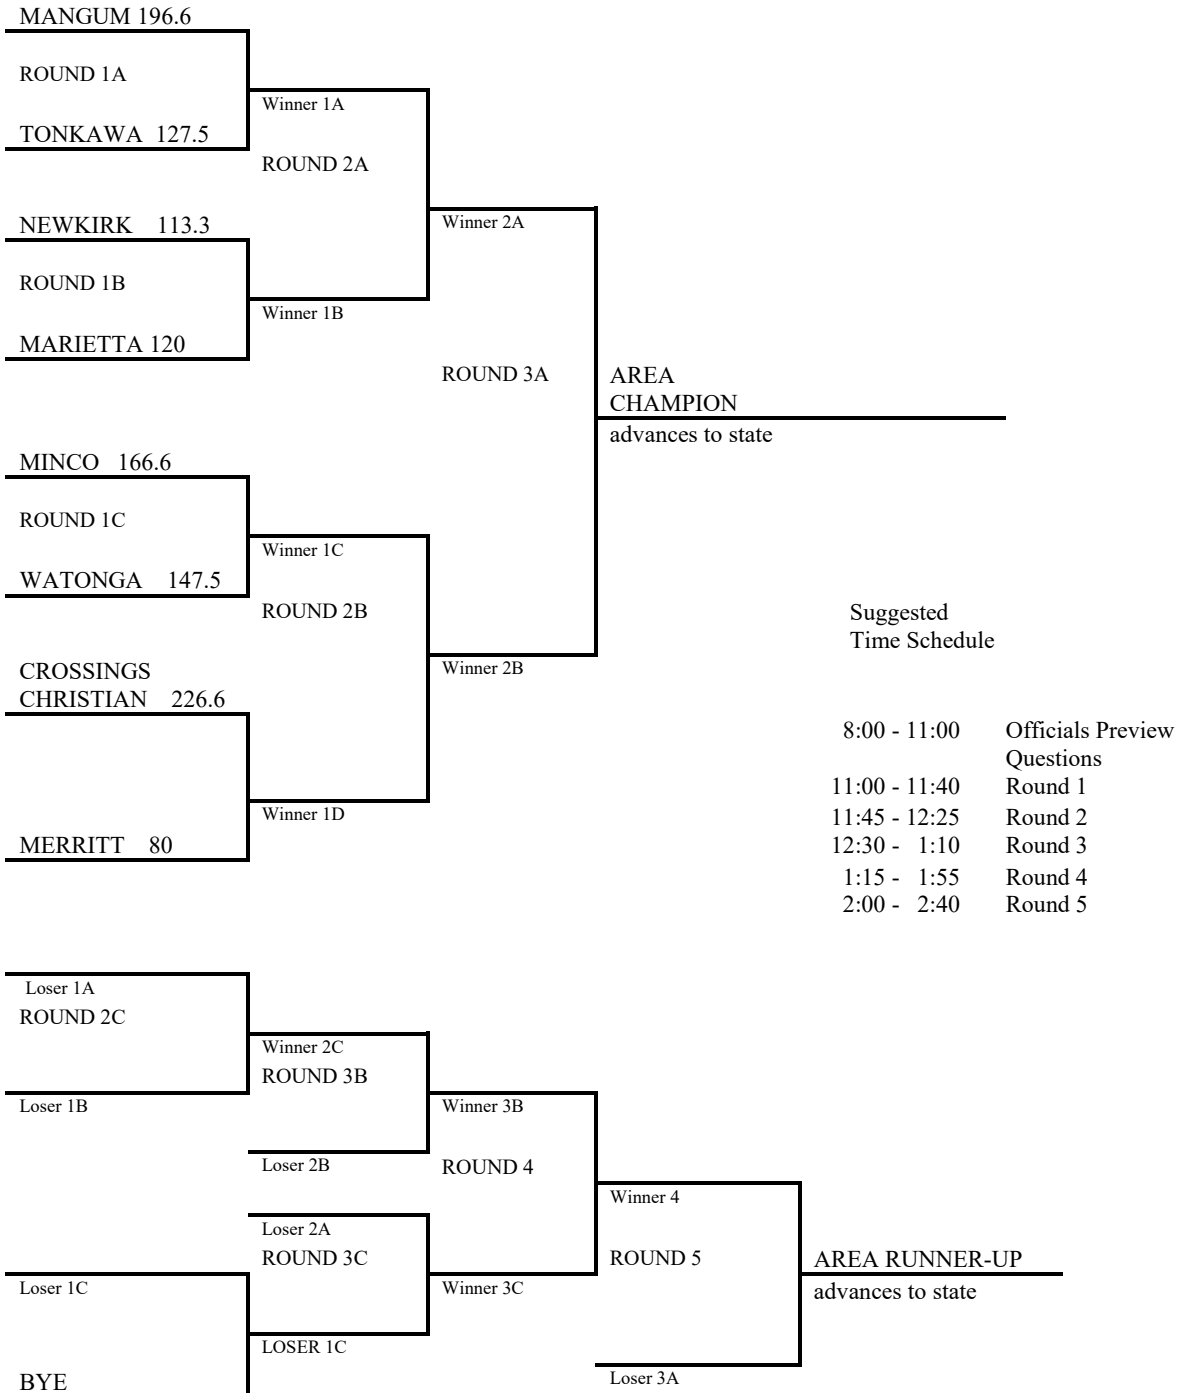 MANGUM 196.6
ROUND 1A
Winner 1A
TONKAWA 127.5
ROUND 2A
NEWKIRK 113.3
Winner 2A
ROUND 1B
Winner 1B
MARIETTA 120
ROUND 3A
AREA
CHAMPION
advances to state
MINCO 166.6
ROUND 1C
Winner 1C
WATONGA 147.5
ROUND 2B
Suggested
Time Schedule
CROSSINGS
CHRISTIAN 226.6
Winner 2B
8:00 - 11:00 Officials Preview
Questions
11:00 - 11:40 Round 1
11:45 - 12:25 Round 2
12:30 - 1:10 Round 3
1:15 - 1:55 Round 4
2:00 - 2:40 Round 5
Winner 1D
MERRITT 80
Loser 1A
ROUND 2C
Winner 2C
ROUND 3B
Loser 1B
Winner 3B
Loser 2B
ROUND 4
Winner 4
Loser 2A
ROUND 3C
ROUND 5
AREA RUNNER-UP
advances to state
Loser 1C
Winner 3C
LOSER 1C
Loser 3A
BYE